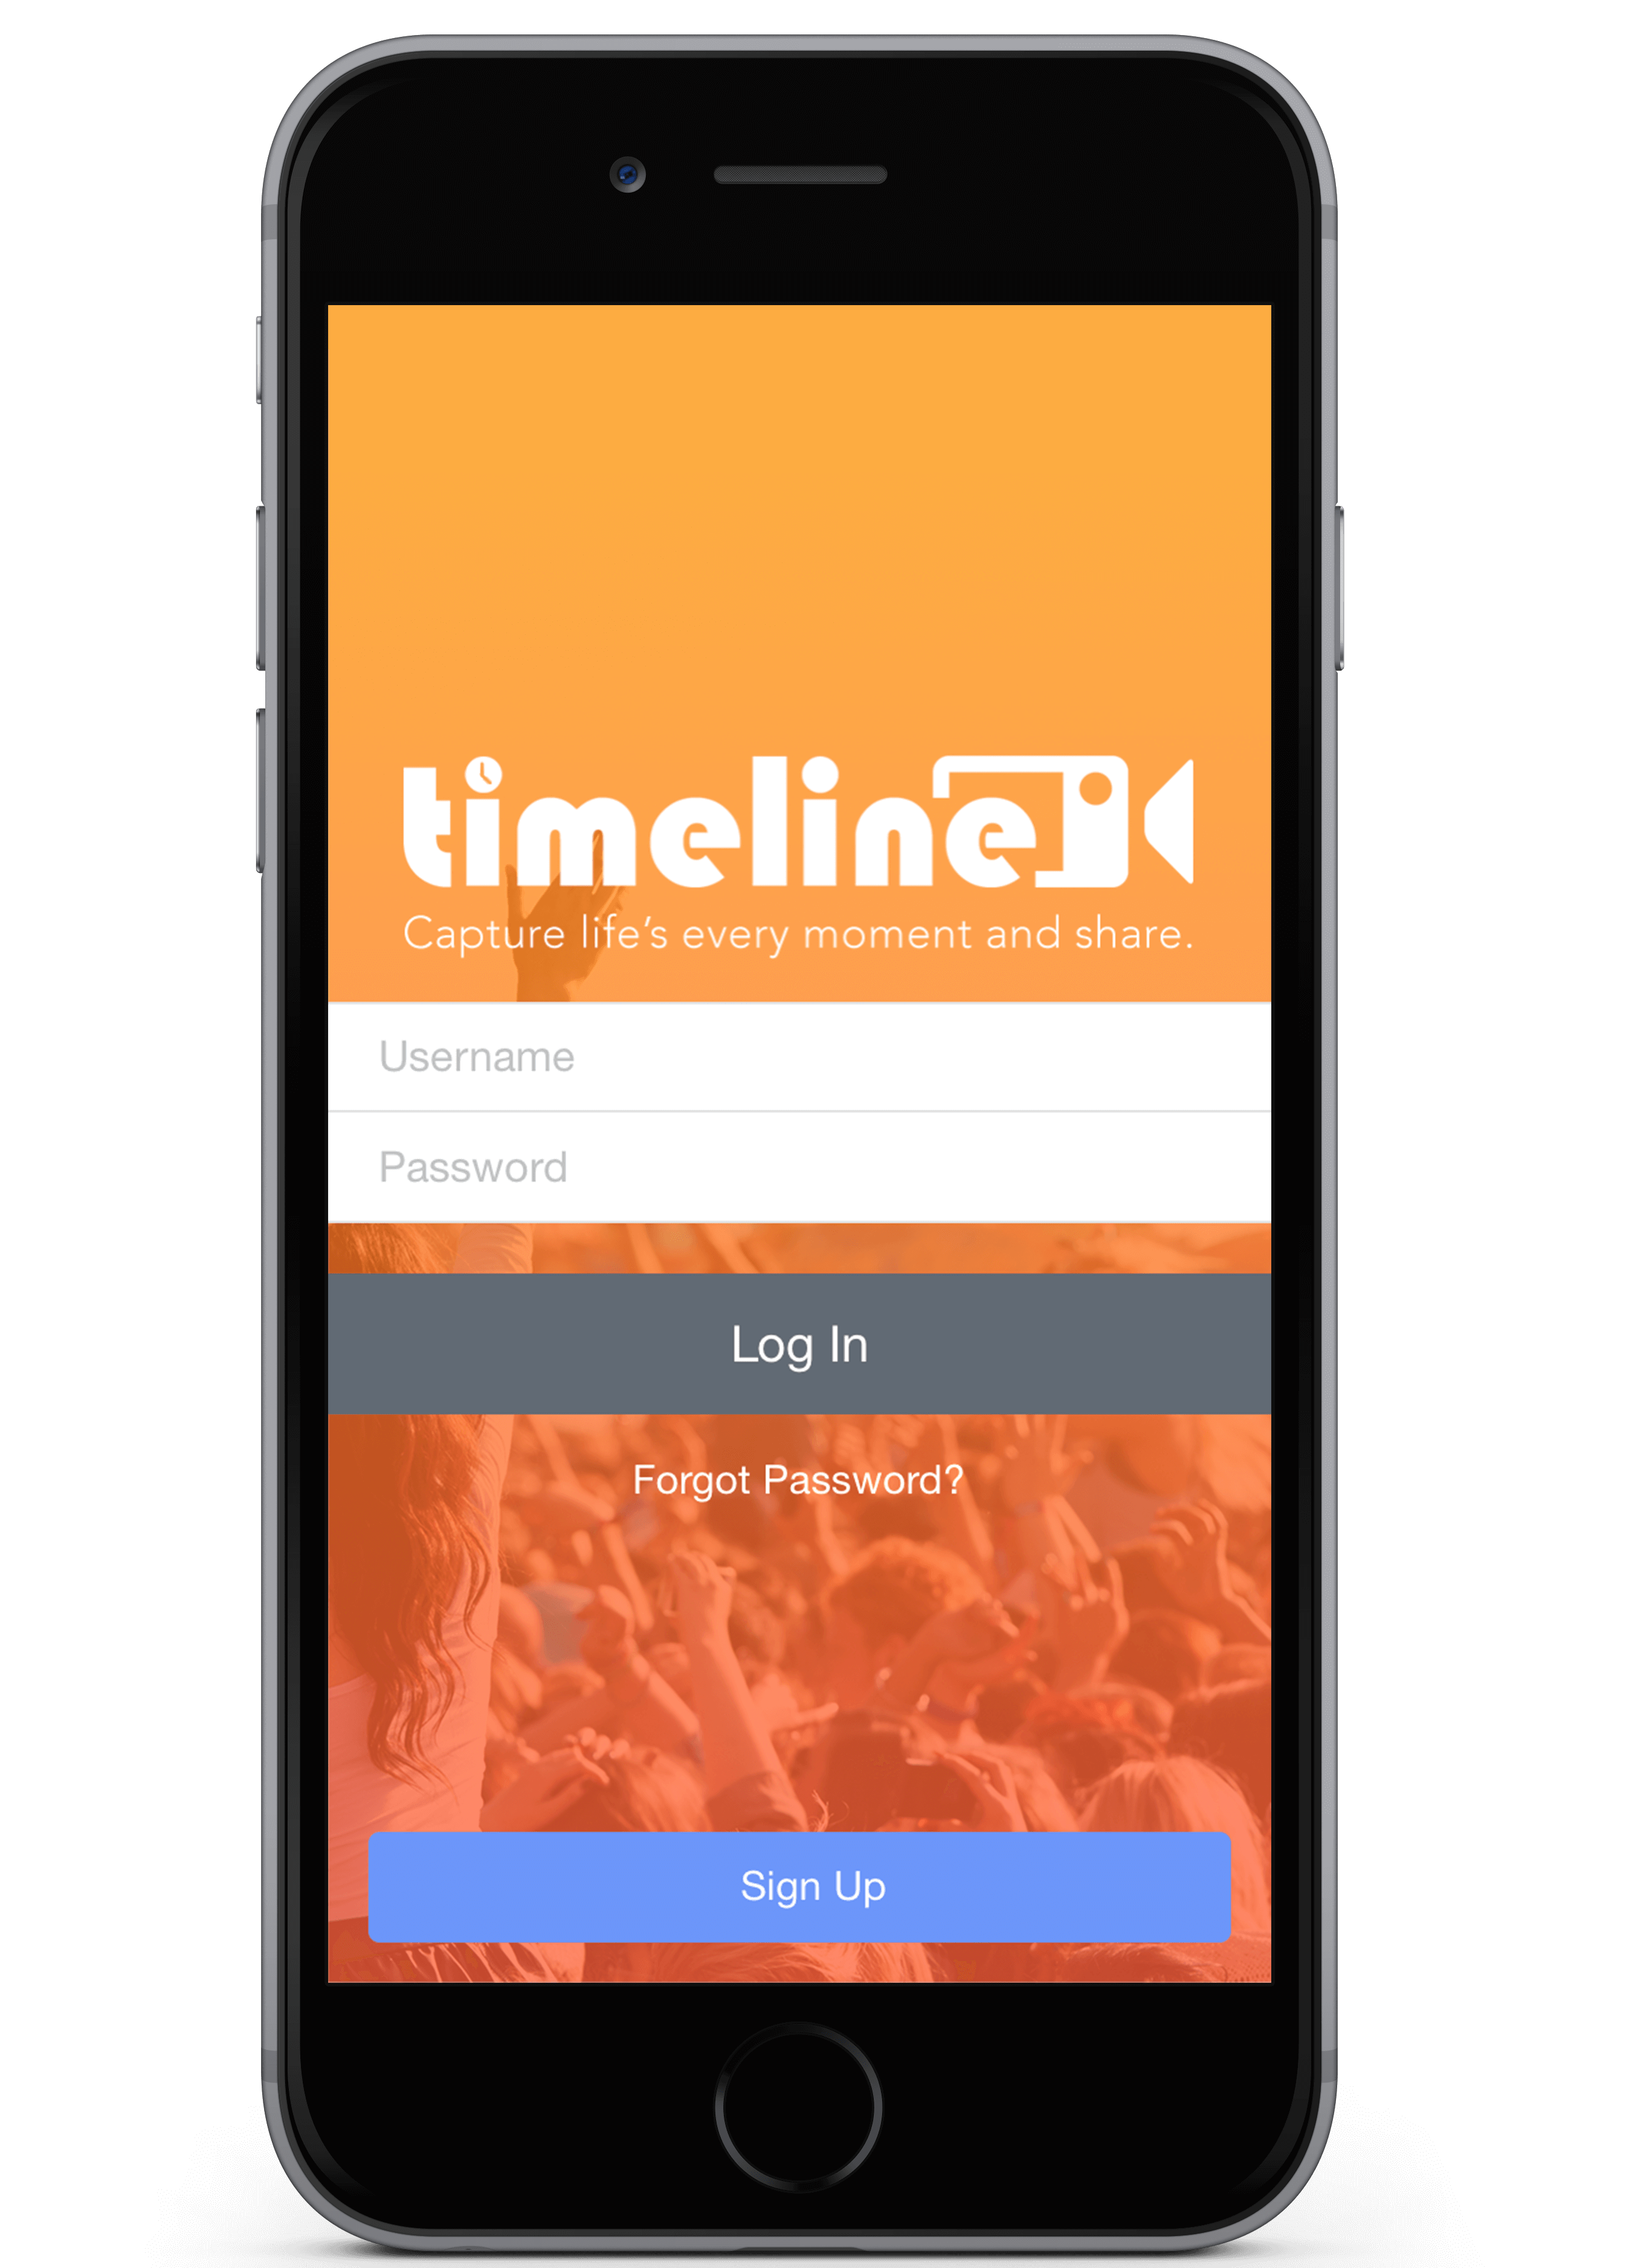 timeline
Capture life's every moment and share.
Username
Password
Log In
Forgot Password?
Sign Up